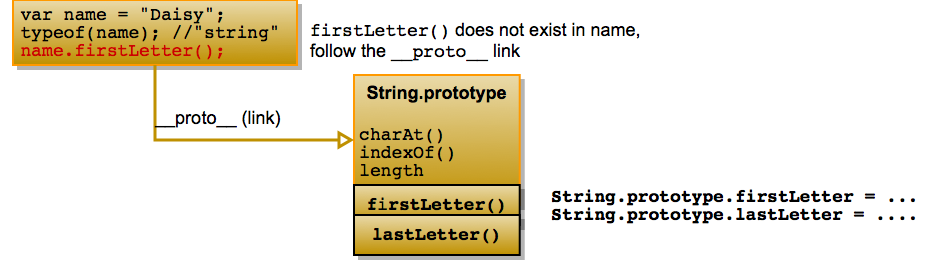 var name = "Daisy";
typeof(name); //"string"
name.firstLetter();
firstLetter() does not exist in name,
follow the __proto__ link
__proto__ (link)
String.prototype
charAt()
indexOf()
length
firstLetter()
lastLetter()
String.prototype.firstLetter = ...
String.prototype.lastLetter = ....